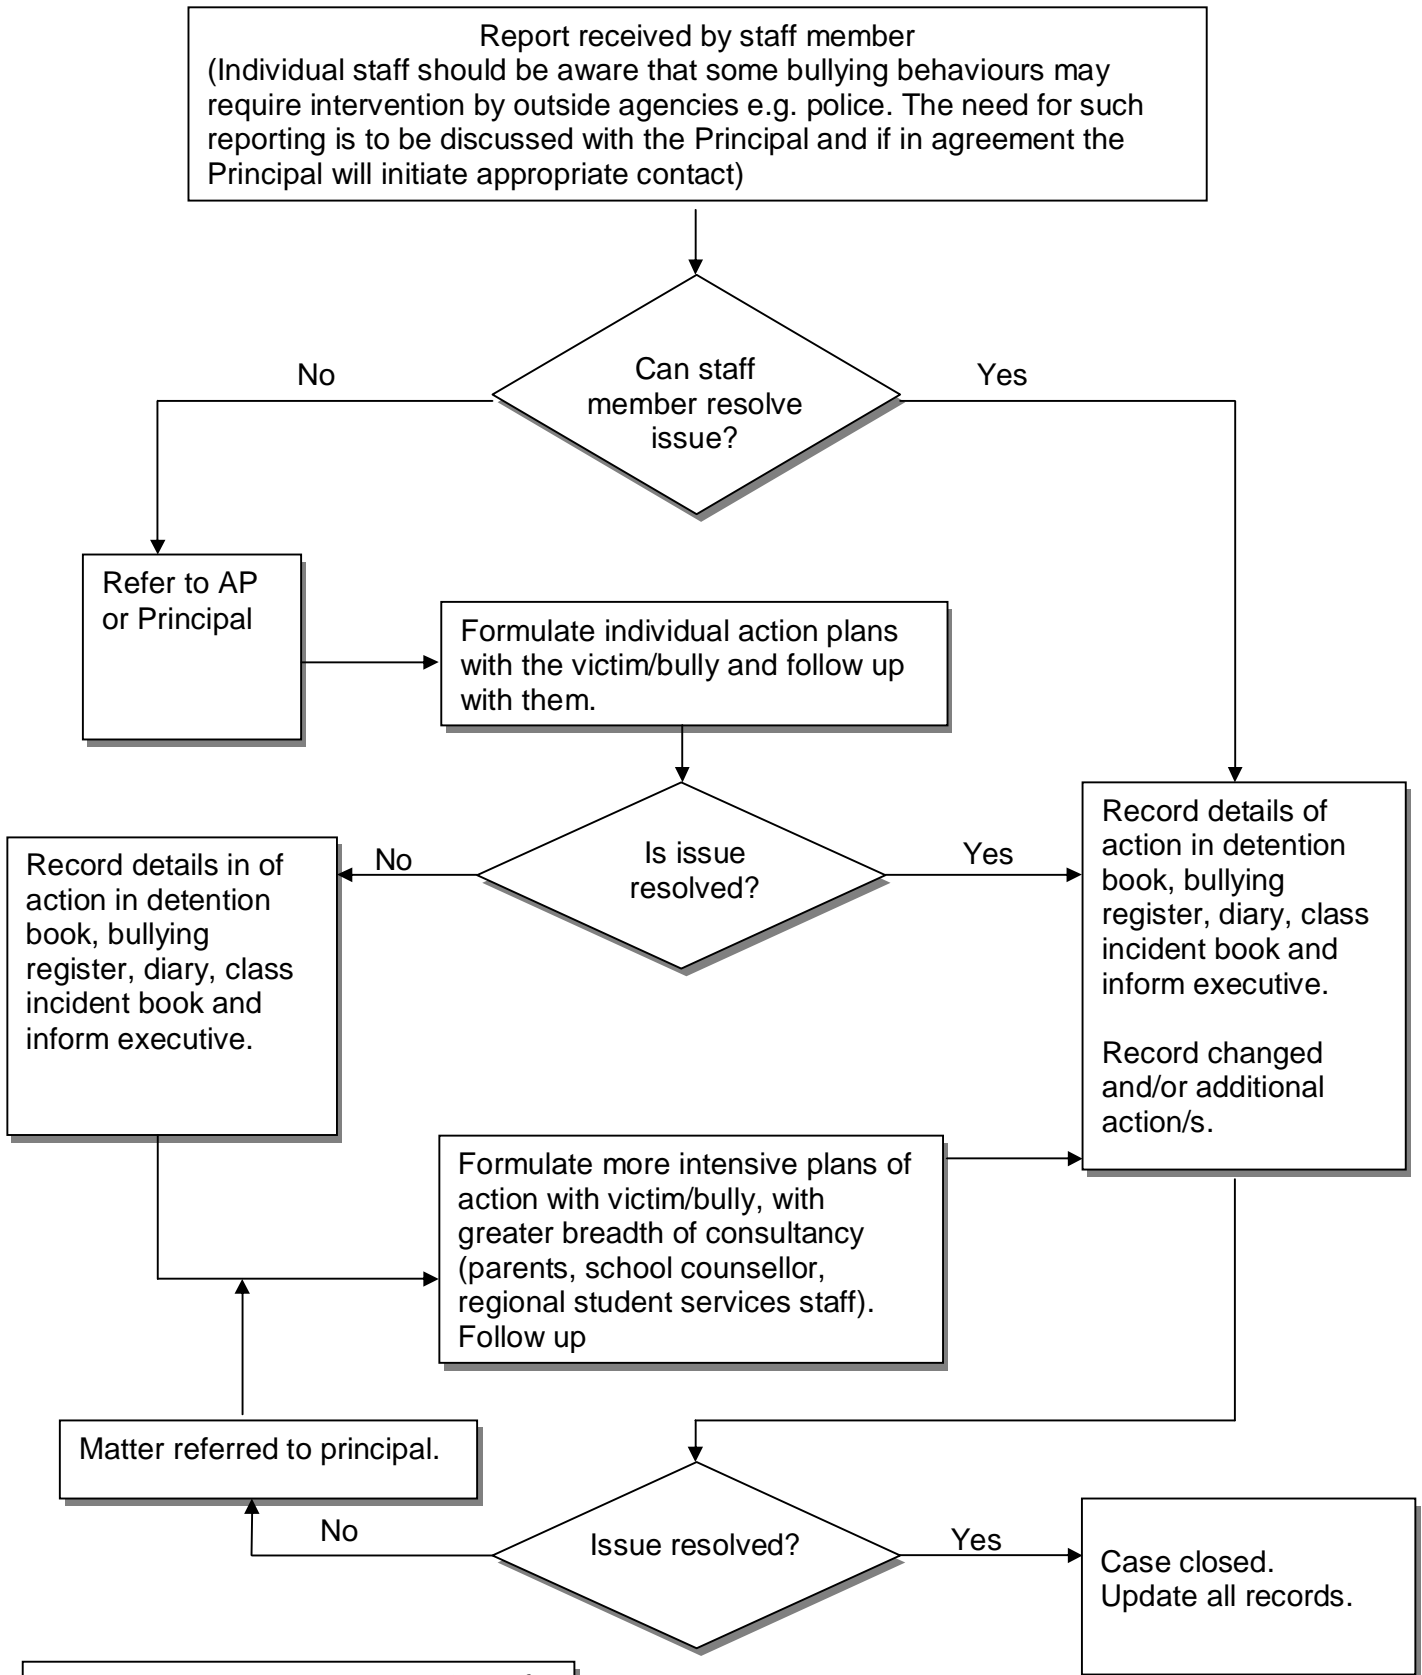 Report received by staff member
(Individual staff should be aware that some bullying behaviours may
require intervention by outside agencies e.g. police. The need for such
reporting is to be discussed with the Principal and if in agreement the
Principal will initiate appropriate contact)
Can staff
member resolve
issue?
No
Yes
Refer to AP
or Principal
Formulate individual action plans
with the victim/bully and follow up
with them.
Is issue
resolved?
No
Yes
Record details in of
action in detention
book, bullying
register, diary, class
incident book and
inform executive.
Record details of
action in detention
book, bullying
register, diary, class
incident book and
inform executive.
Record changed
and/or additional
action/s.
Formulate more intensive plans of
action with victim/bully, with
greater breadth of consultancy
(parents, school counsellor,
regional student services staff).
Follow up
Matter referred to principal.
Issue resolved?
No
Yes
Case closed.
Update all records.